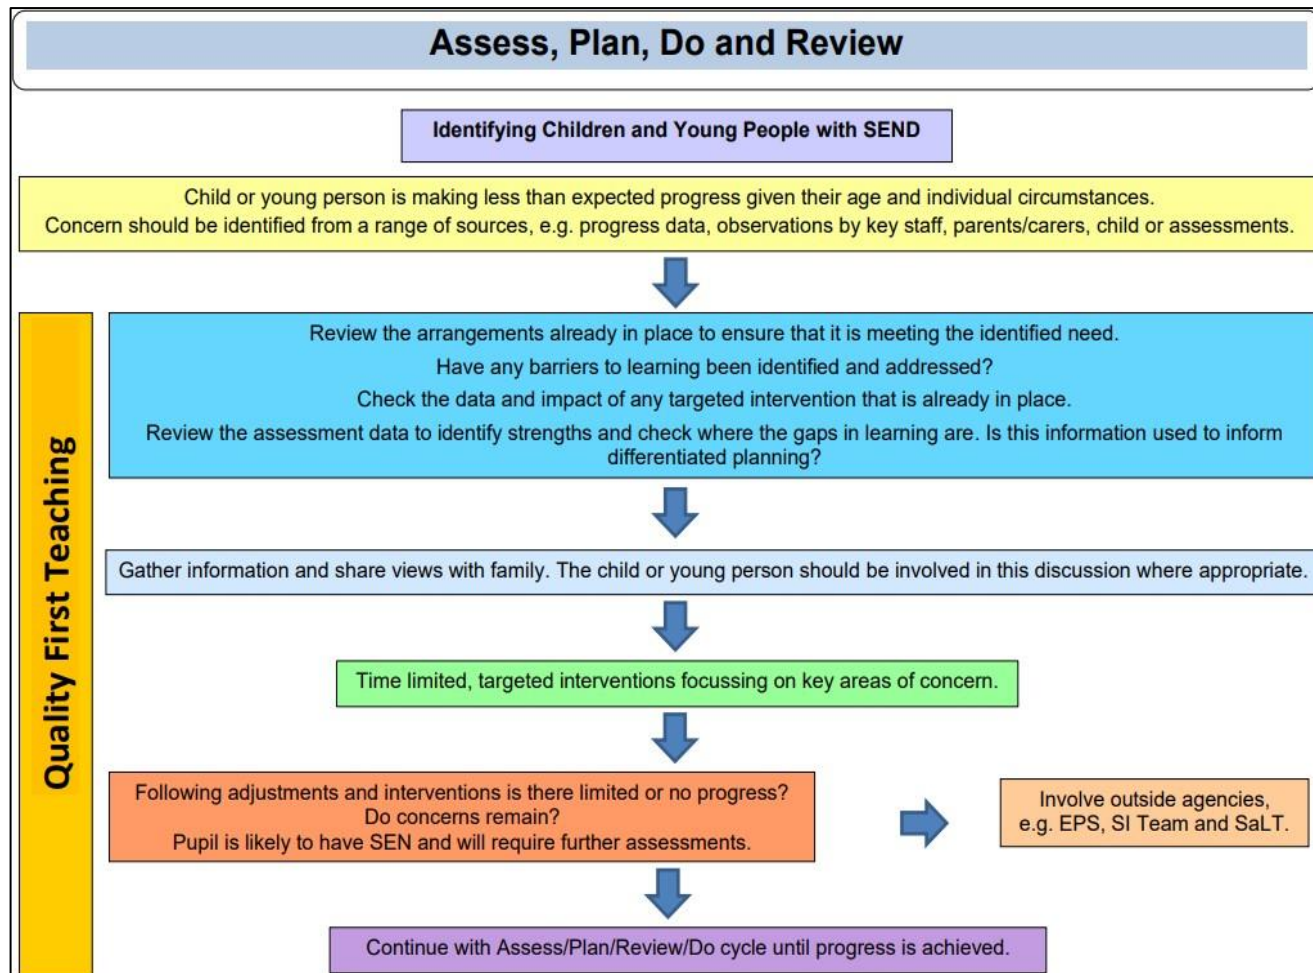 Assess, Plan, Do and Review
Identifying Children and Young People with SEND
Child or young person is making less than expected progress given their age and individual circumstances.
Concern should be identified from a range of sources, e.g. progress data, observations by key staff, parents/carers, child or assessments.
Quality First Teaching
Review the arrangements already in place to ensure that it is meeting the identified need.
Have any barriers to learning been identified and addressed?
Check the data and impact of any targeted intervention that is already in place.
Review the assessment data to identify strengths and check where the gaps in learning are. Is this information used to inform
differentiated planning?
Gather information and share views with family. The child or young person should be involved in this discussion where appropriate.
Time limited, targeted interventions focussing on key areas of concern.
Following adjustments and interventions is there limited or no progress?
Do concerns remain?
Pupil is likely to have SEN and will require further assessments.
Involve outside agencies,
e.g. EPS, SI Team and SaLT.
Continue with Assess/Plan/Review/Do cycle until progress is achieved.